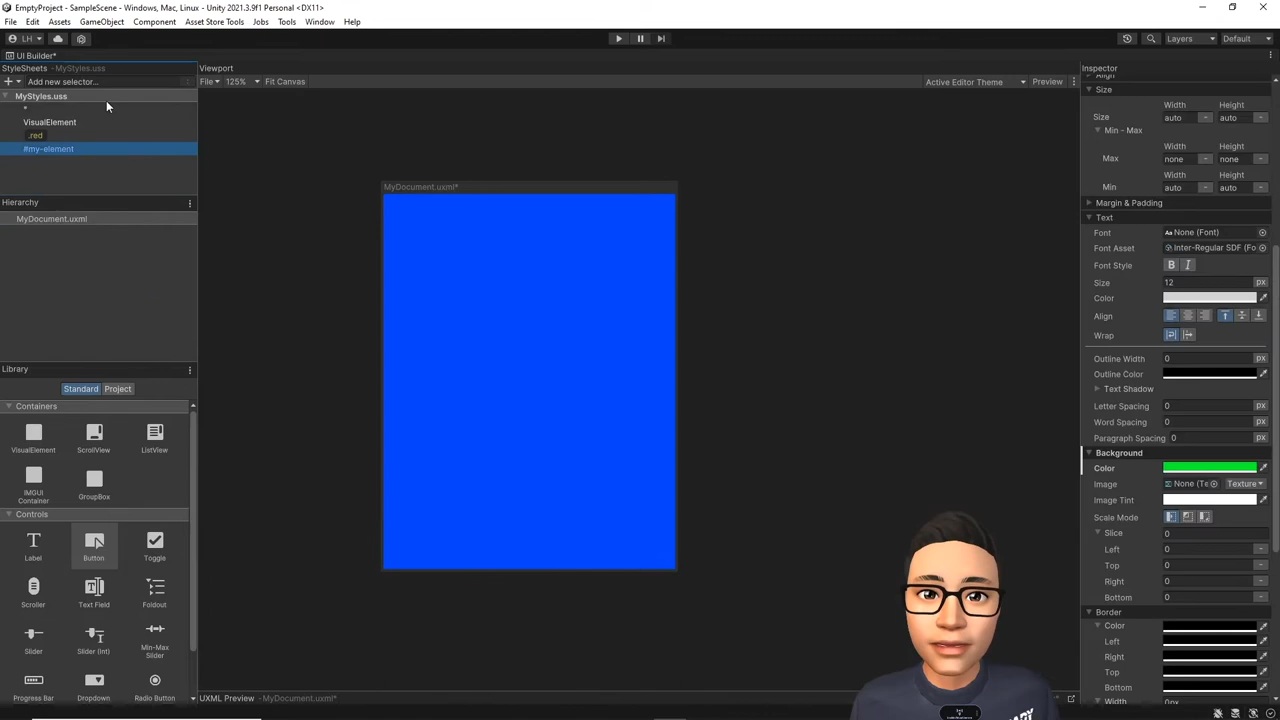 EmptyProject - SampleScene - Windows, Mac, Linux - Unity 2021.3.9f1 Personal <DX11>
File Edit Assets GameObject Component Asset Store Tools Jobs Tools Window Help
LH Layers Default
UI Builder*
StyleSheets - MyStyles.uss
Add new selector...
MyStyles.uss
*
VisualElement
.red
#my-element
Hierarchy
MyDocument.uxml
Library
Standard Project
Containers
VisualElement ScrollView ListView
IMGUI Container GroupBox
Controls
Label Button Toggle
Scroller Text Field Foldout
Slider Slider (Int) Min-Max Slider
Progress Bar Dropdown Radio Button
Viewport
File 125% Fit Canvas Active Editor Theme Preview
MyDocument.uxml*
UXML Preview - MyDocument.uxml*
Inspector
Align
Size
Width Height
Size auto auto
Min - Max
Width Height
Max none none
Width Height
Min auto auto
Margin & Padding
Text
Font Aa None (Font)
Font Asset Inter-Regular SDF (Fo
Font Style B I
Size 12 px
Color
Align
Wrap
Outline Width 0 px
Outline Color
Text Shadow
Letter Spacing 0 px
Word Spacing 0 px
Paragraph Spacing 0 px
Background
Color
Image None (Te Texture
Image Tint
Scale Mode
Slice 0
Left 0
Top 0
Right 0
Bottom 0
Border
Color
Left
Right
Top
Bottom
Width 0px